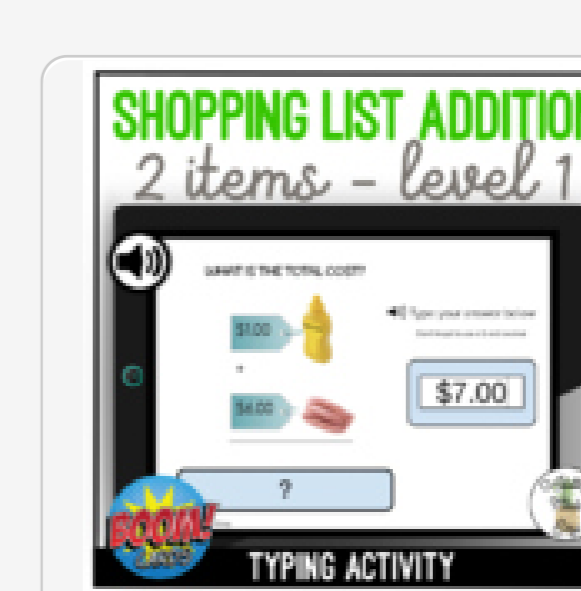 SHOPPING LIST ADDITIO
2 items - level 1
WHAT IS THE TOTAL COST?
$1.00
Type your answer below
+
$7.00
$6.00
?
BOOM!
TYPING ACTIVITY